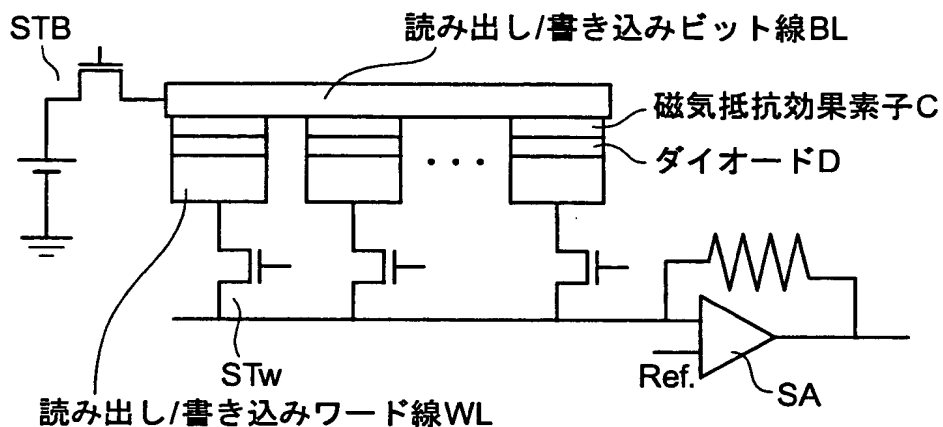 STB
読み出し/書き込みビット線BL
磁気抵抗効果素子C
ダイオードD
STw
Ref.
SA
読み出し/書き込みワード線WL